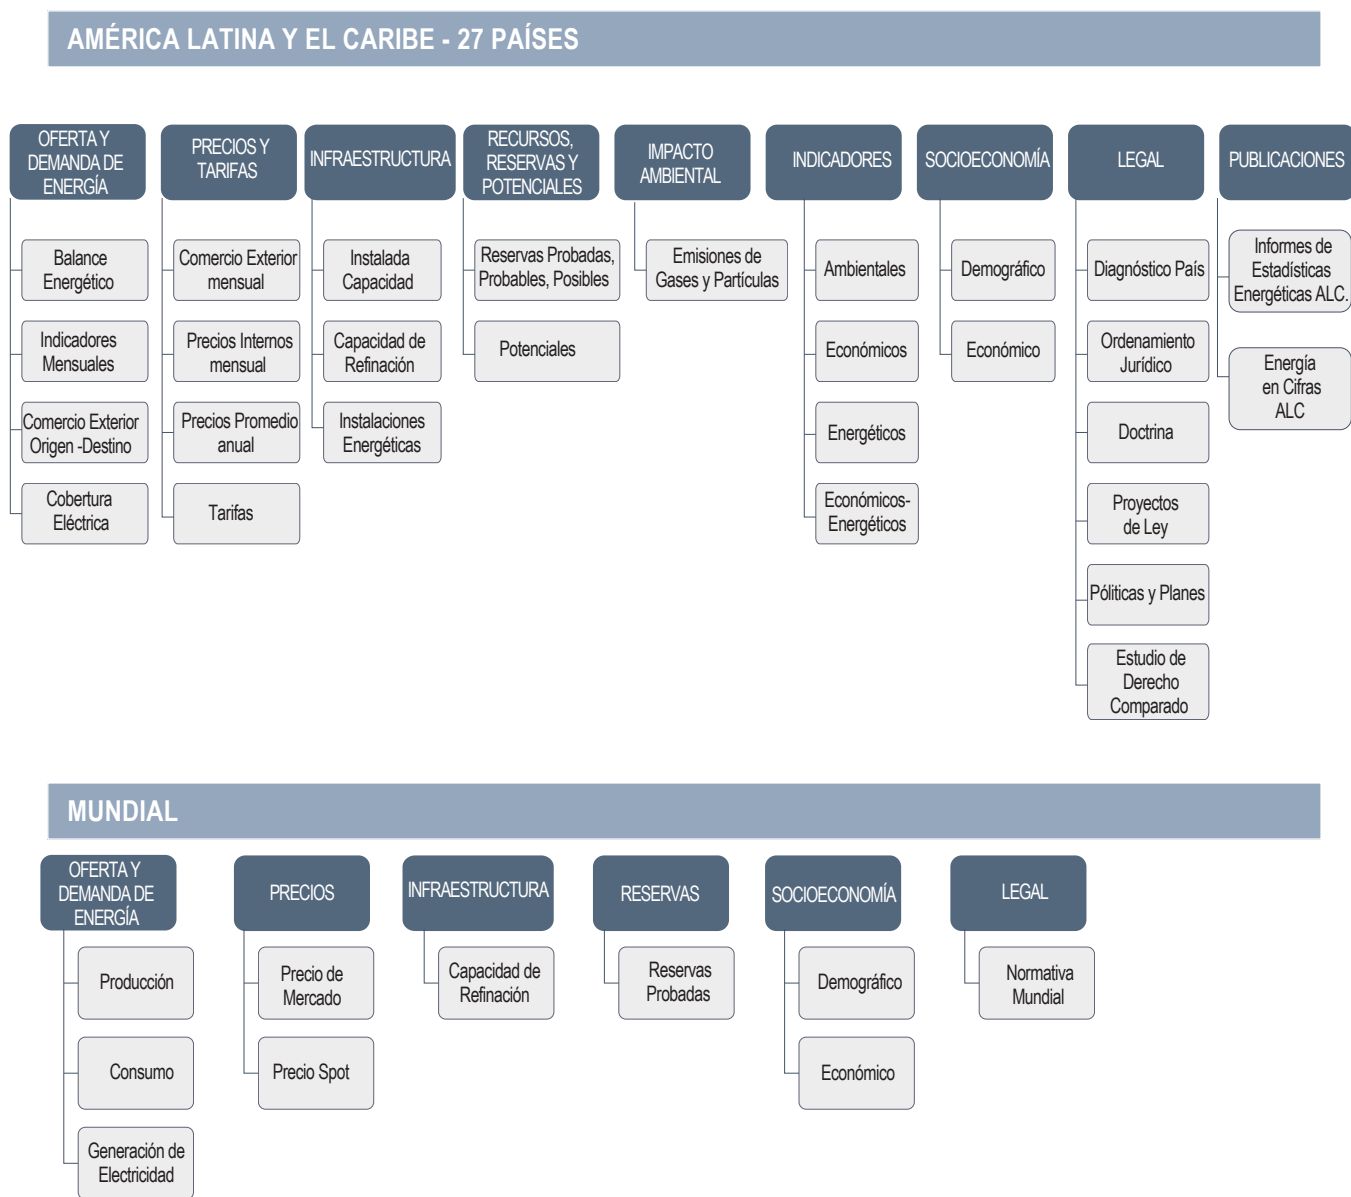 AMÉRICA LATINA Y EL CARIBE - 27 PAÍSES
OFERTA Y
DEMANDA DE
ENERGÍA
Balance
Energético
Indicadores
Mensuales
Comercio Exterior
Origen -Destino
Cobertura
Eléctrica
PRECIOS Y
TARIFAS
Comercio Exterior
mensual
Precios Internos
mensual
Precios Promedio
anual
Tarifas
INFRAESTRUCTURA
Instalada
Capacidad
Capacidad de
Refinación
Instalaciones
Energéticas
RECURSOS,
RESERVAS Y
POTENCIALES
Reservas Probadas,
Probables, Posibles
Potenciales
IMPACTO
AMBIENTAL
Emisiones de
Gases y Partículas
INDICADORES
Ambientales
Económicos
Energéticos
Económicos-
Energéticos
SOCIOECONOMÍA
Demográfico
Económico
LEGAL
Diagnóstico País
Ordenamiento
Jurídico
Doctrina
Proyectos
de Ley
Póliticas y Planes
Estudio de
Derecho
Comparado
PUBLICACIONES
Informes de
Estadísticas
Energéticas ALC.
Energía
en Cifras
ALC
MUNDIAL
OFERTA Y
DEMANDA DE
ENERGÍA
Producción
Consumo
Generación de
Electricidad
PRECIOS
Precio de
Mercado
Precio Spot
INFRAESTRUCTURA
Capacidad de
Refinación
RESERVAS
Reservas
Probadas
SOCIOECONOMÍA
Demográfico
Económico
LEGAL
Normativa
Mundial